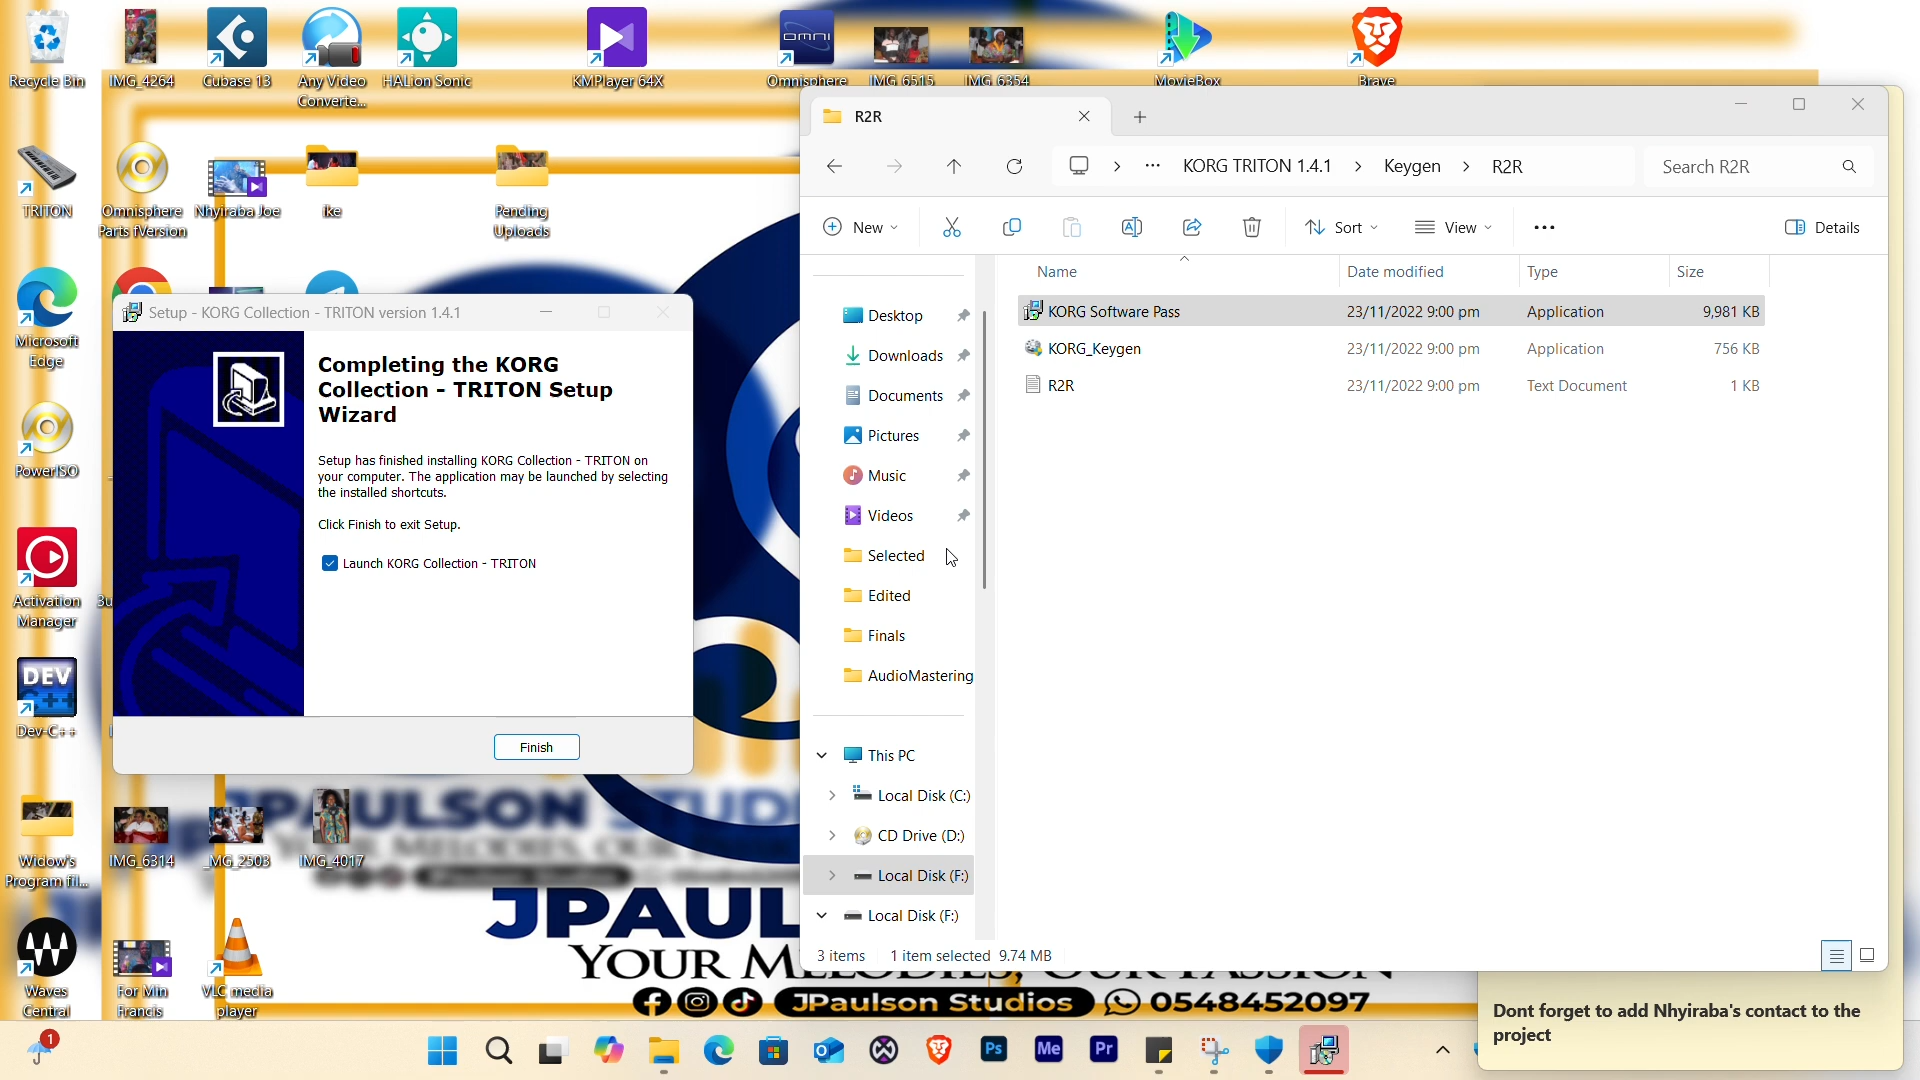 Recycle Bin
IMG_4264
Cubase 13
Any Video
Converte...
HALion Sonic
KMPlayer 64X
OMNI
Omnisphere
IMG_6515
IMG_6354
MovieBox
Brave
TRITON
Omnisphere
Parts fVersion
Nhyiraba Joe
Ike
Pending
Uploads
Microsoft
Edge
PowerISO
Activation
Manager
DEV
C++
Dev-C++
Widow's
Program fil...
IMG_6314
_MG_2503
IMG_4017
Waves
Central
For Min
Francis
VLC media
player
Setup - KORG Collection - TRITON version 1.4.1
Completing the KORG
Collection - TRITON Setup
Wizard
Setup has finished installing KORG Collection - TRITON on
your computer. The application may be launched by selecting
the installed shortcuts.
Click Finish to exit Setup.
Launch KORG Collection - TRITON
Finish
R2R
KORG TRITON 1.4.1
Keygen
R2R
Search R2R
New
Sort
View
Details
Name
Date modified
Type
Size
KORG Software Pass 23/11/2022 9:00 pm Application 9,981 KB
KORG_Keygen 23/11/2022 9:00 pm Application 756 KB
R2R 23/11/2022 9:00 pm Text Document 1 KB
Desktop
Downloads
Documents
Pictures
Music
Videos
Selected
Edited
Finals
AudioMastering
This PC
Local Disk (C:)
CD Drive (D:)
Local Disk (F:)
Local Disk (F:)
3 items 1 item selected 9.74 MB
JPAUL
YOUR MELODIES, OUR PASSION
JPaulson Studios
0548452097
Dont forget to add Nhyiraba's contact to the
project
1
Ps
Me
Pr